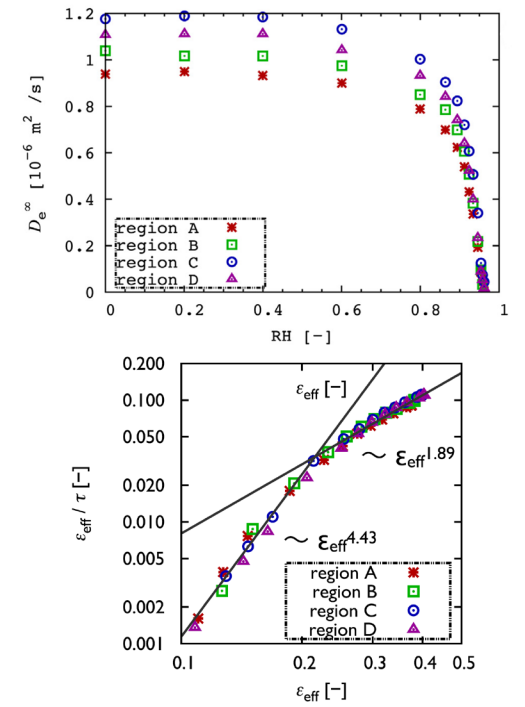 1.2
1
0.8
0.6
0.4
0.2
0
Dₑ^∞ [10⁻⁶ m² /s]
region A
region B
region C
region D
0 0.2 0.4 0.6 0.8 1
RH [−]
0.200
0.100
0.050
0.020
0.010
0.005
0.002
0.001
ε_eff / τ [-]
ε_eff [-]
~ ε_eff^1.89
~ ε_eff^4.43
region A
region B
region C
region D
0.1 0.2 0.3 0.4 0.5
ε_eff [-]